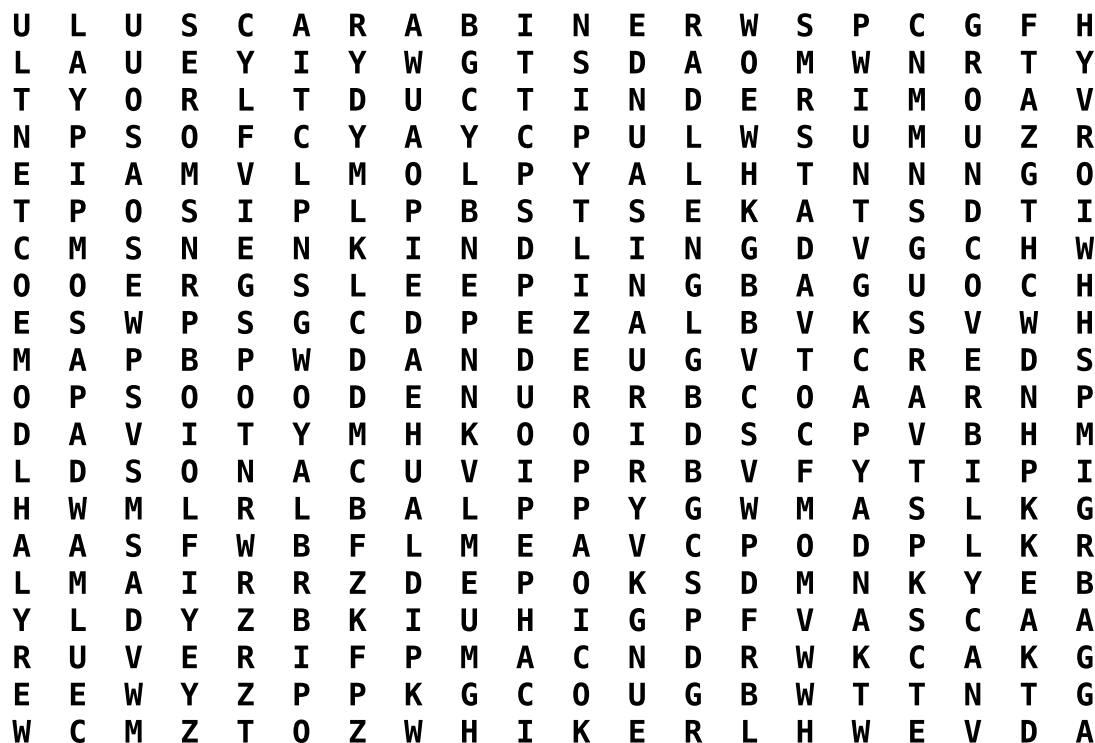 U L U S C A R A B I N E R W S P C G F H
L A U E Y I Y W G T S D A O M W N R T Y
T Y O R L T D U C T I N D E R I M O A V
N P S O F C Y A Y C P U L W S U M U Z R
E I A M V L M O L P Y A L H T N N N G O
T P O S I P L P B S T S E K A T S D T I
C M S N E N K I N D L I N G D V G C H W
O O E R G S L E E P I N G B A G U O C H
E S W P S G C D P E Z A L B V K S V W H
M A P B P W D A N D E U G V T C R E D S
O P S O O O D E N U R R B C O A A R N P
D A V I T Y M H K O O I D S C P V B H M
L D S O N A C U V I P R B V F Y T I P I
H W M L R L B A L P P Y G W M A S L K G
A A S F W B F L M E A V C P O D P L K R
L M A I R R Z D E P O K S D M N K Y E B
Y L D Y Z B K I U H I G P F V A S C A A
R U V E R I F P M A C N D R W K C A K G
E E W Y Z P P K G C O U G B W T T N T G
W C M Z T O Z W H I K E R L H W E V D A